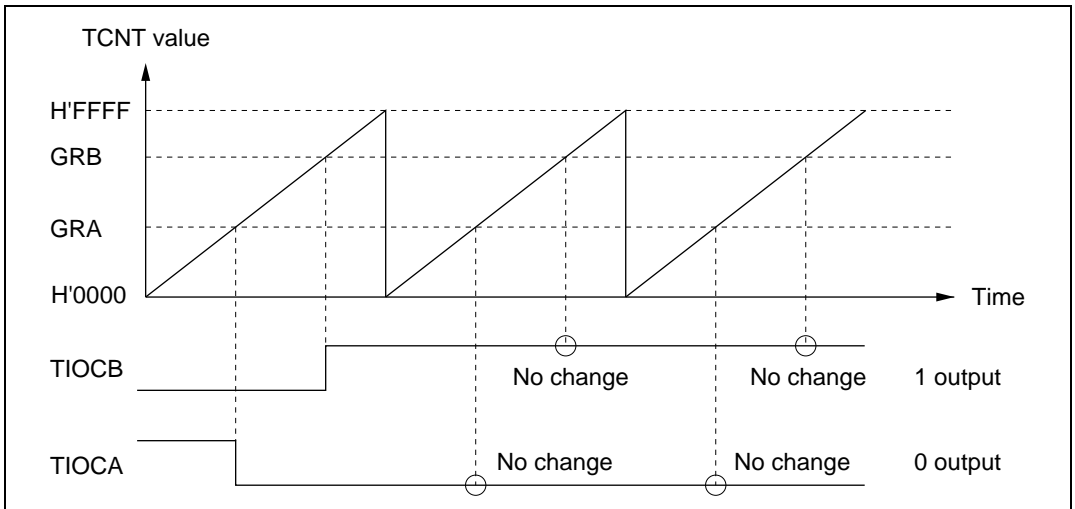 TCNT value
H'FFFF
GRB
GRA
H'0000
Time
TIOCB
No change
No change
1 output
TIOCA
No change
No change
0 output